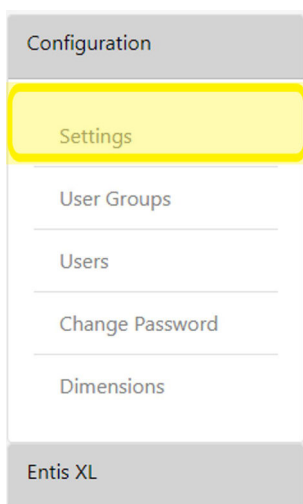 Configuration
Settings
User Groups
Users
Change Password
Dimensions
Entis XL